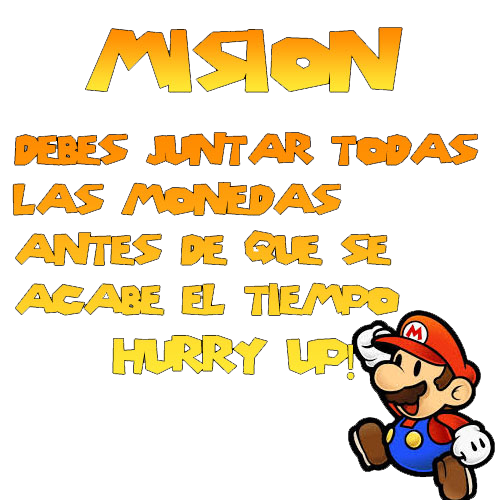 MISION
DEBES JUNTAR TODAS
LAS MONEDAS
ANTES DE QUE SE
ACABE EL TIEMPO
HURRY UP!
M